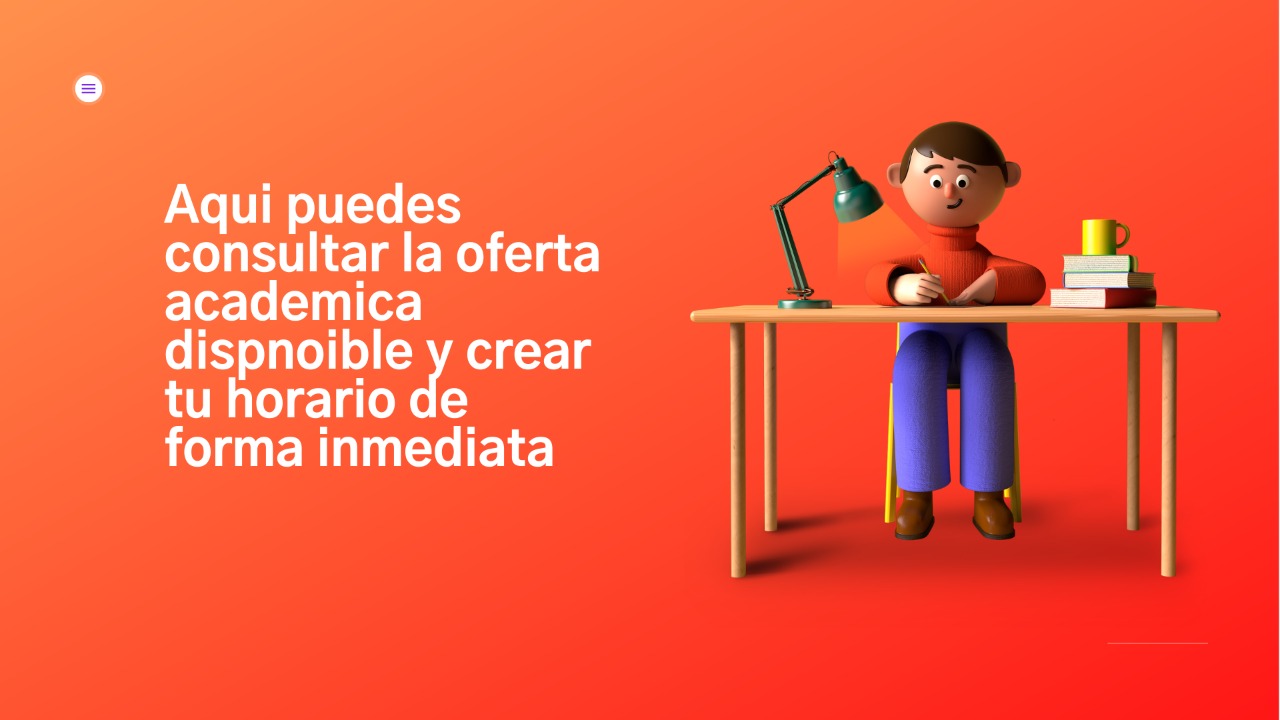 Aqui puedes
consultar la oferta
academica
dispnoible y crear
tu horario de
forma inmediata